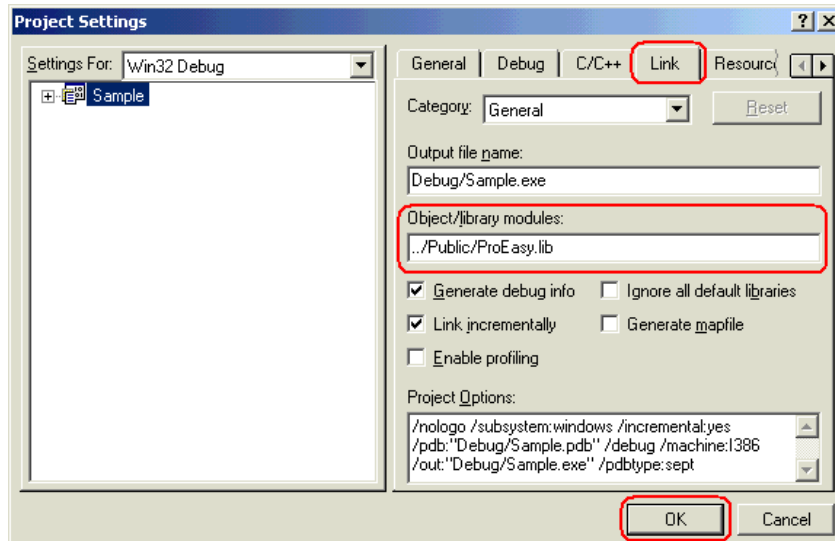 Project Settings
Settings For: Win32 Debug
Sample
General Debug C/C++ Link Resourc
Category: General Reset
Output file name:
Debug/Sample.exe
Object/library modules:
../Public/ProEasy.lib
Generate debug info Ignore all default libraries
Link incrementally Generate mapfile
Enable profiling
Project Options:
/nologo /subsystem:windows /incremental:yes
/pdb:"Debug/Sample.pdb" /debug /machine:I386
/out:"Debug/Sample.exe" /pdbtype:sept
OK Cancel